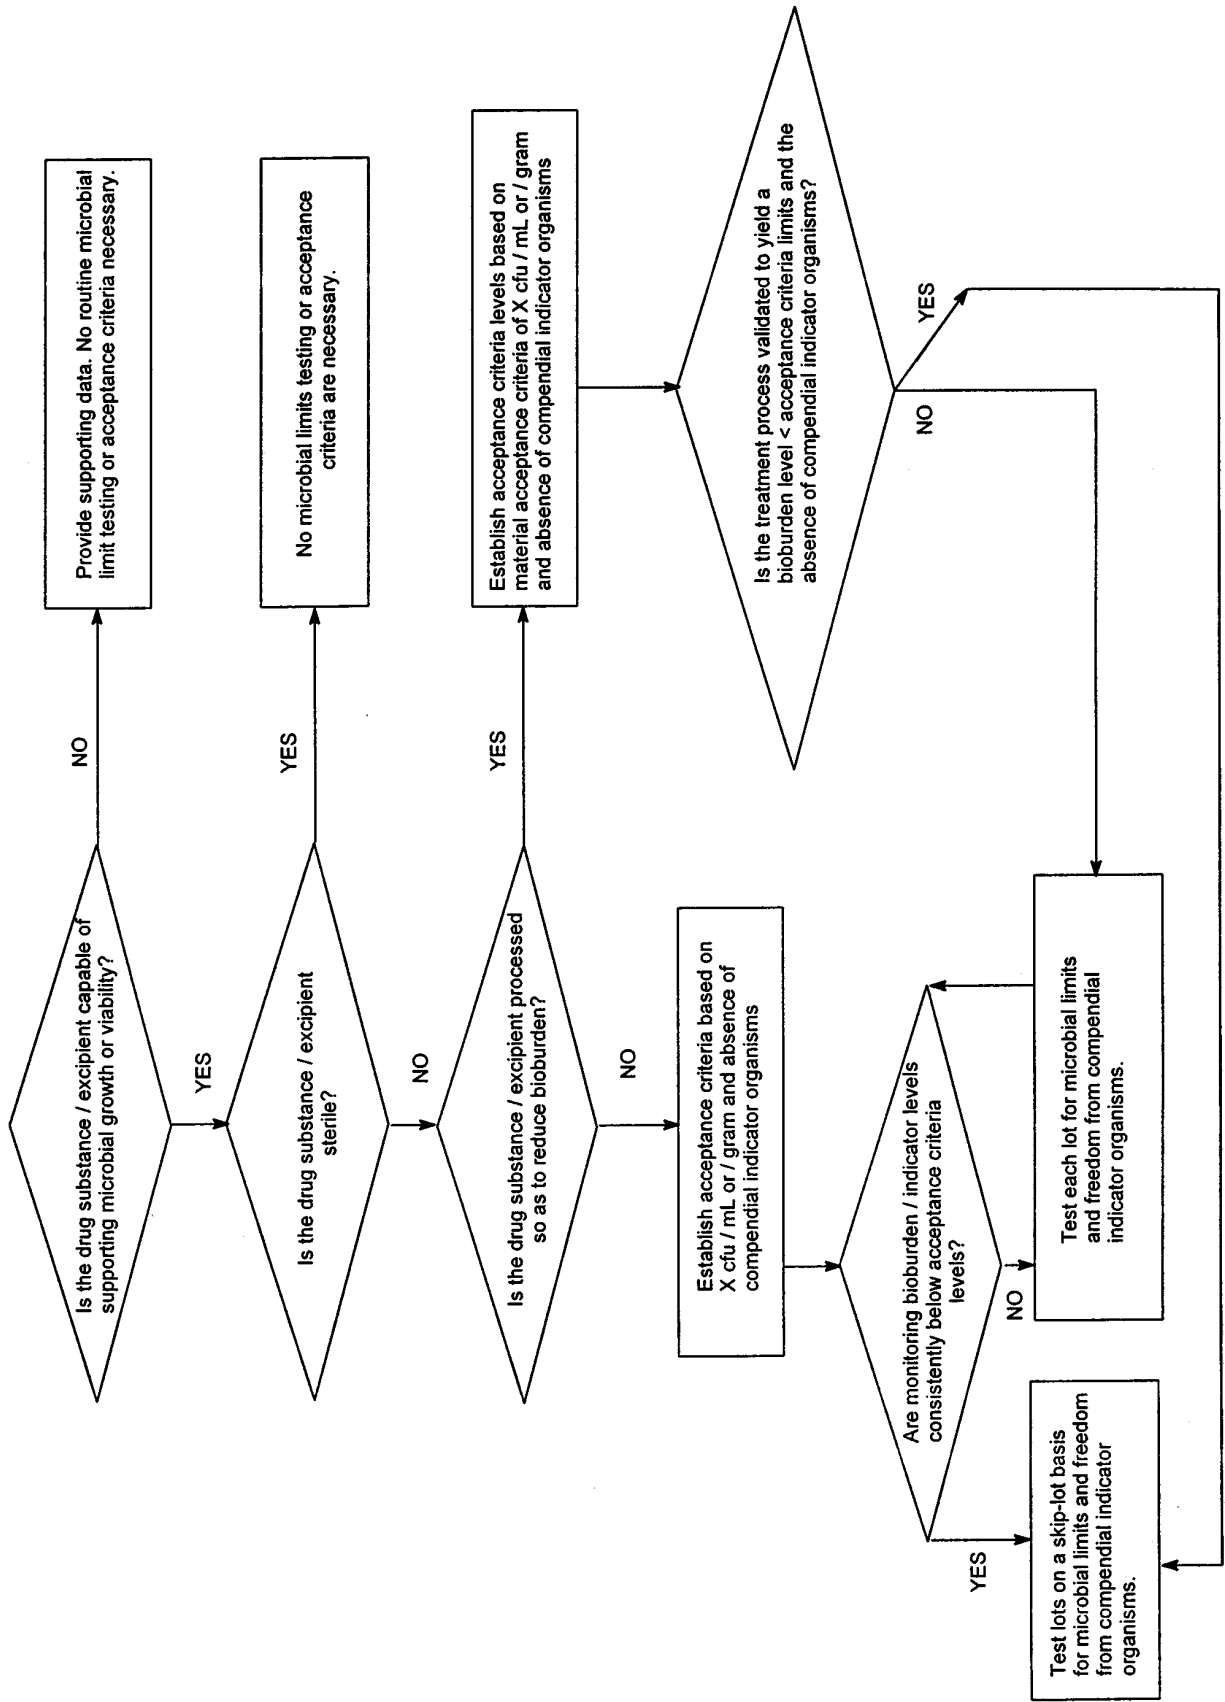 Is the drug substance / excipient capable of
supporting microbial growth or viability?
NO
Provide supporting data. No routine microbial
limit testing or acceptance criteria necessary.
YES
Is the drug substance / excipient
sterile?
YES
No microbial limits testing or acceptance
criteria are necessary.
NO
Is the drug substance / excipient processed
so as to reduce bioburden?
YES
Establish acceptance criteria levels based on
material acceptance criteria of X cfu / mL or / gram
and absence of compendial indicator organisms
NO
Establish acceptance criteria based on
X cfu / mL or / gram and absence of
compendial indicator organisms
Is the treatment process validated to yield a
bioburden level < acceptance criteria limits and the
absence of compendial indicator organisms?
NO
YES
Are monitoring bioburden / indicator levels
consistently below acceptance criteria
levels?
YES
NO
Test lots on a skip-lot basis
for microbial limits and freedom
from compendial indicator
organisms.
Test each lot for microbial limits
and freedom from compendial
indicator organisms.